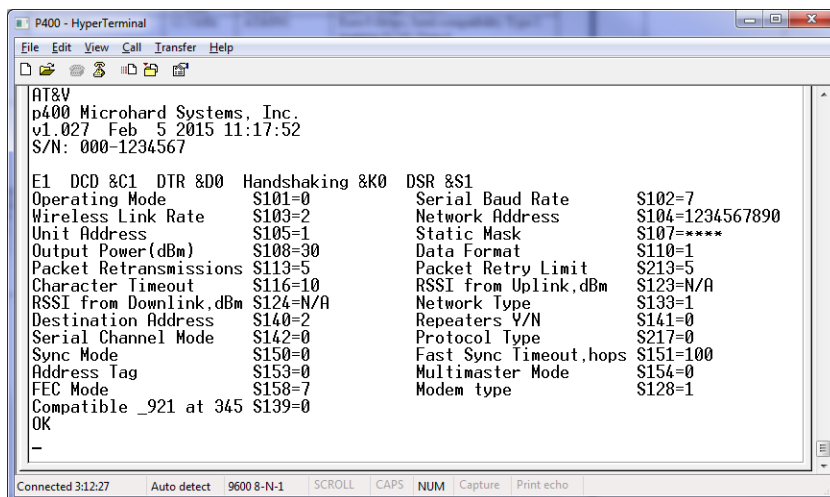 P400 - HyperTerminal
File Edit View Call Transfer Help
AT&V
p400 Microhard Systems, Inc.
v1.027  Feb  5 2015 11:17:52
S/N: 000-1234567
E1  DCD &C1  DTR &D0  Handshaking &K0  DSR &S1
Operating Mode S101=0 Serial Baud Rate S102=7
Wireless Link Rate S103=2 Network Address S104=1234567890
Unit Address S105=1 Static Mask S107=****
Output Power(dBm) S108=30 Data Format S110=1
Packet Retransmissions S113=5 Packet Retry Limit S213=5
Character Timeout S116=10 RSSI from Uplink,dBm S123=N/A
RSSI from Downlink,dBm S124=N/A Network Type S133=1
Destination Address S140=2 Repeaters Y/N S141=0
Serial Channel Mode S142=0 Protocol Type S217=0
Sync Mode S150=0 Fast Sync Timeout,hops S151=100
Address Tag S153=0 Multimaster Mode S154=0
FEC Mode S158=7 Modem type S128=1
Compatible _921 at 345 S139=0
OK
_
Connected 3:12:27 Auto detect 9600 8-N-1 SCROLL CAPS NUM Capture Print echo